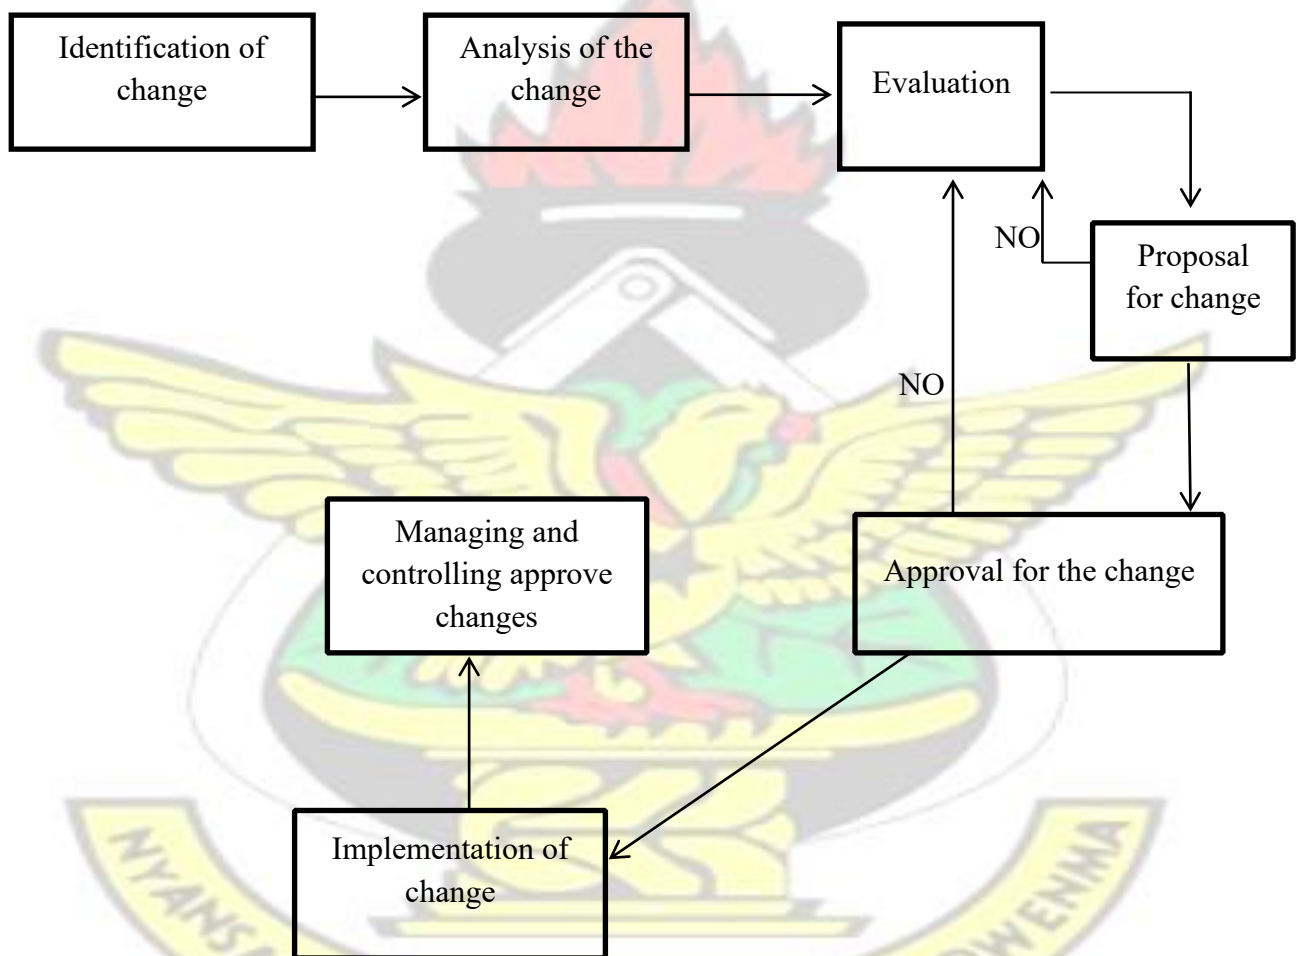 Identification of
change
Analysis of the
change
Evaluation
NO
Proposal
for change
NO
Approval for the change
Managing and
controlling approve
changes
Implementation of
change